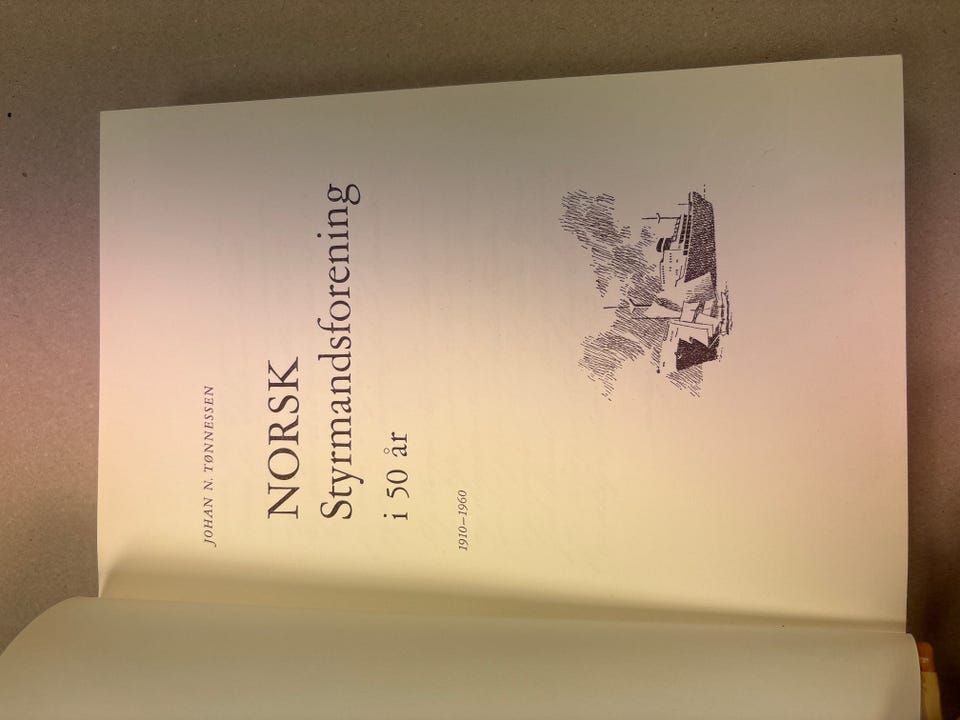 JOHAN N. TØNNESSEN
NORSK
Styrmandsforening
i 50 år
1910–1960